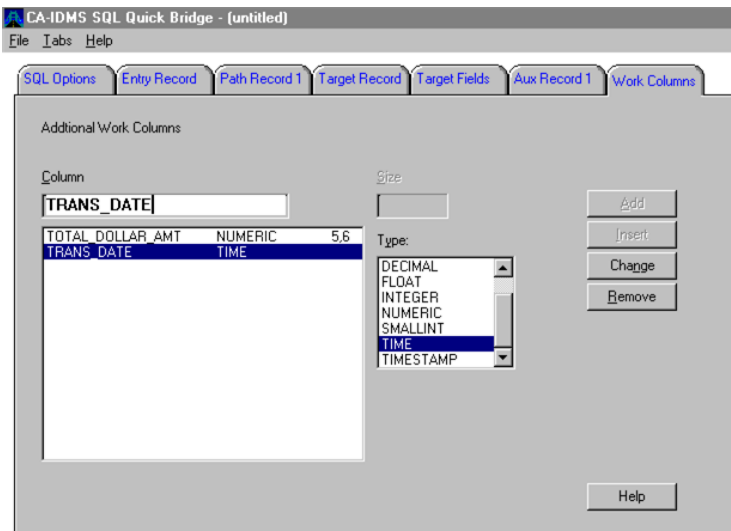 CA-IDMS SQL Quick Bridge - (untitled)
File Tabs Help
SQL Options Entry Record Path Record 1 Target Record Target Fields Aux Record 1 Work Columns
Addtional Work Columns
Column Size
TRANS_DATE Add
TOTAL_DOLLAR_AMT NUMERIC 5,6 Type: Insert
TRANS_DATE TIME
DECIMAL Change
FLOAT
INTEGER Remove
NUMERIC
SMALLINT
TIME
TIMESTAMP
Help